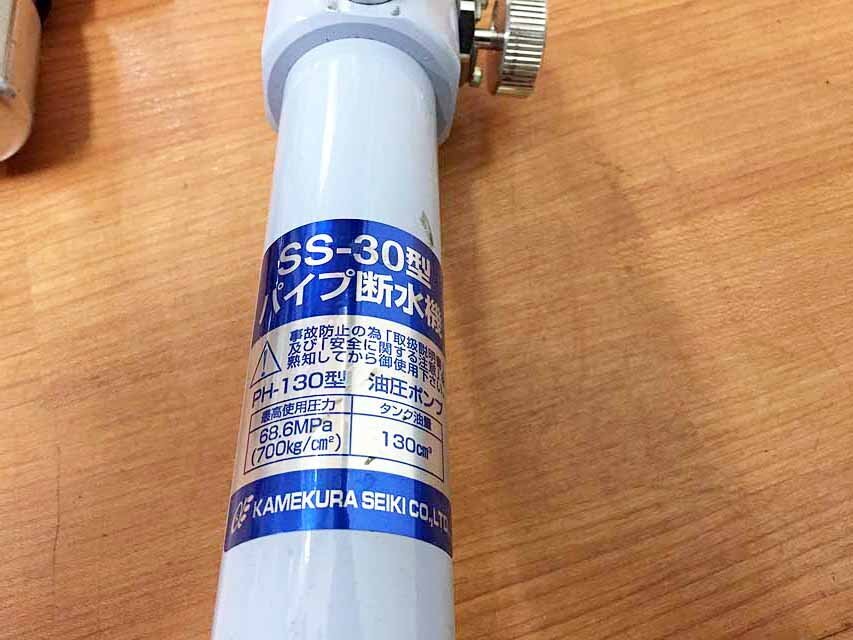 SS-30型
パイプ断水機
事故防止の為「取扱説明書」
及び「安全に関する注意」
熟知してから御使用下さい
PH-130型 油圧ポンプ
最高使用圧力 タンク油量
68.6MPa
(700kg/cm²)
130cm³
KAMEKURA SEIKI CO.,LTD.